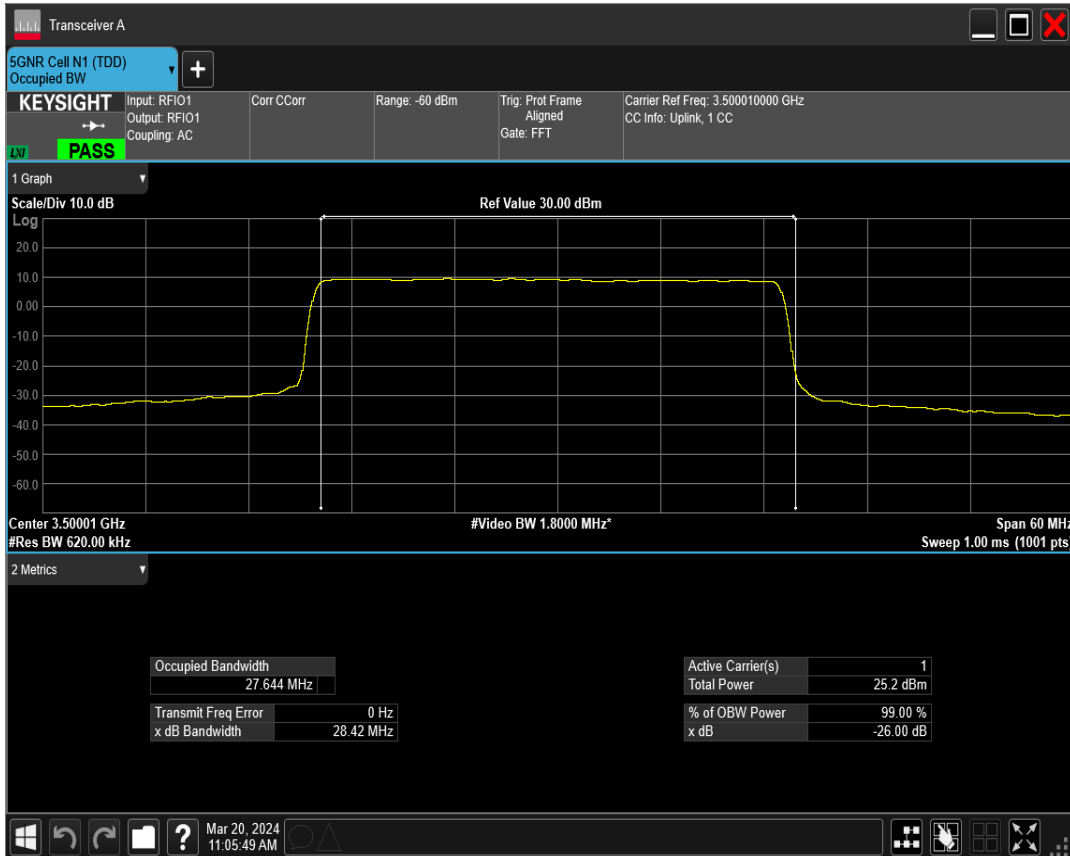 Transceiver A
5GNR Cell N1 (TDD)
Occupied BW
+
KEYSIGHT
LXI
PASS
Input: RFIO1
Output: RFIO1
Coupling: AC
Corr CCorr
Range: -60 dBm
Trig: Prot Frame
Aligned
Gate: FFT
Carrier Ref Freq: 3.500010000 GHz
CC Info: Uplink, 1 CC
1 Graph
Scale/Div 10.0 dB
Ref Value 30.00 dBm
Log
20.0
10.0
0.00
-10.0
-20.0
-30.0
-40.0
-50.0
-60.0
Center 3.50001 GHz
#Video BW 1.8000 MHz*
Span 60 MHz
#Res BW 620.00 kHz
Sweep 1.00 ms (1001 pts)
2 Metrics
Occupied Bandwidth
27.644 MHz
Transmit Freq Error 0 Hz
x dB Bandwidth 28.42 MHz
Active Carrier(s) 1
Total Power 25.2 dBm
% of OBW Power 99.00 %
x dB -26.00 dB
?
Mar 20, 2024
11:05:49 AM